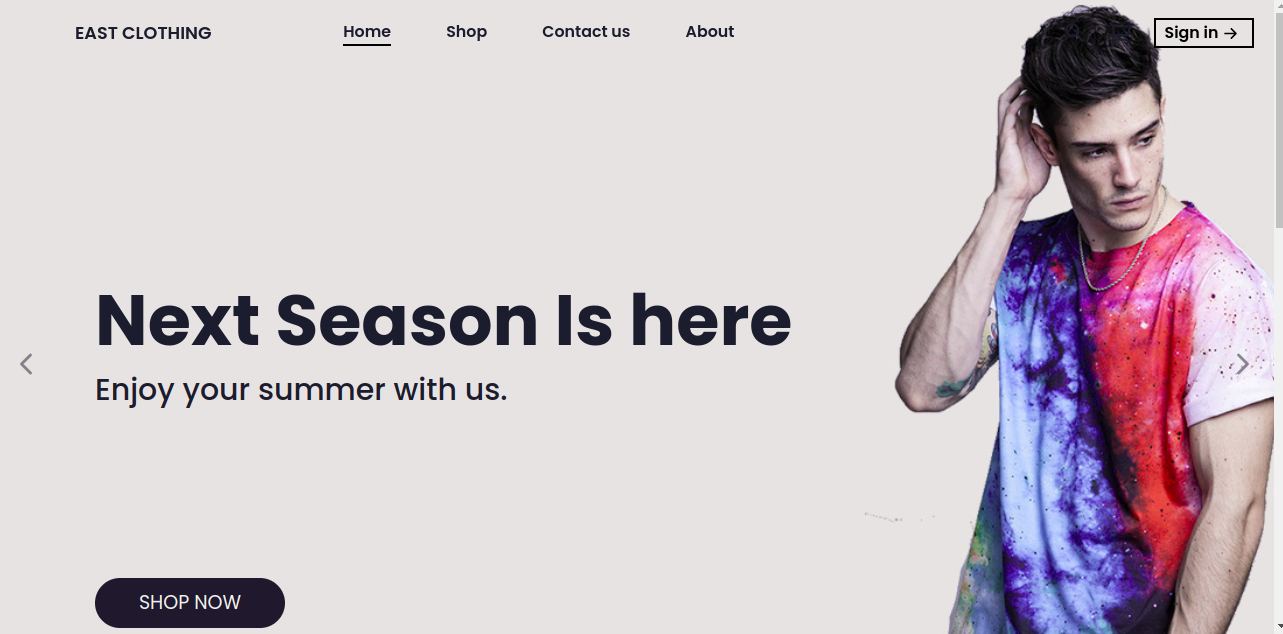 EAST CLOTHING
Home Shop Contact us About
Sign in →
Next Season Is here
Enjoy your summer with us.
SHOP NOW